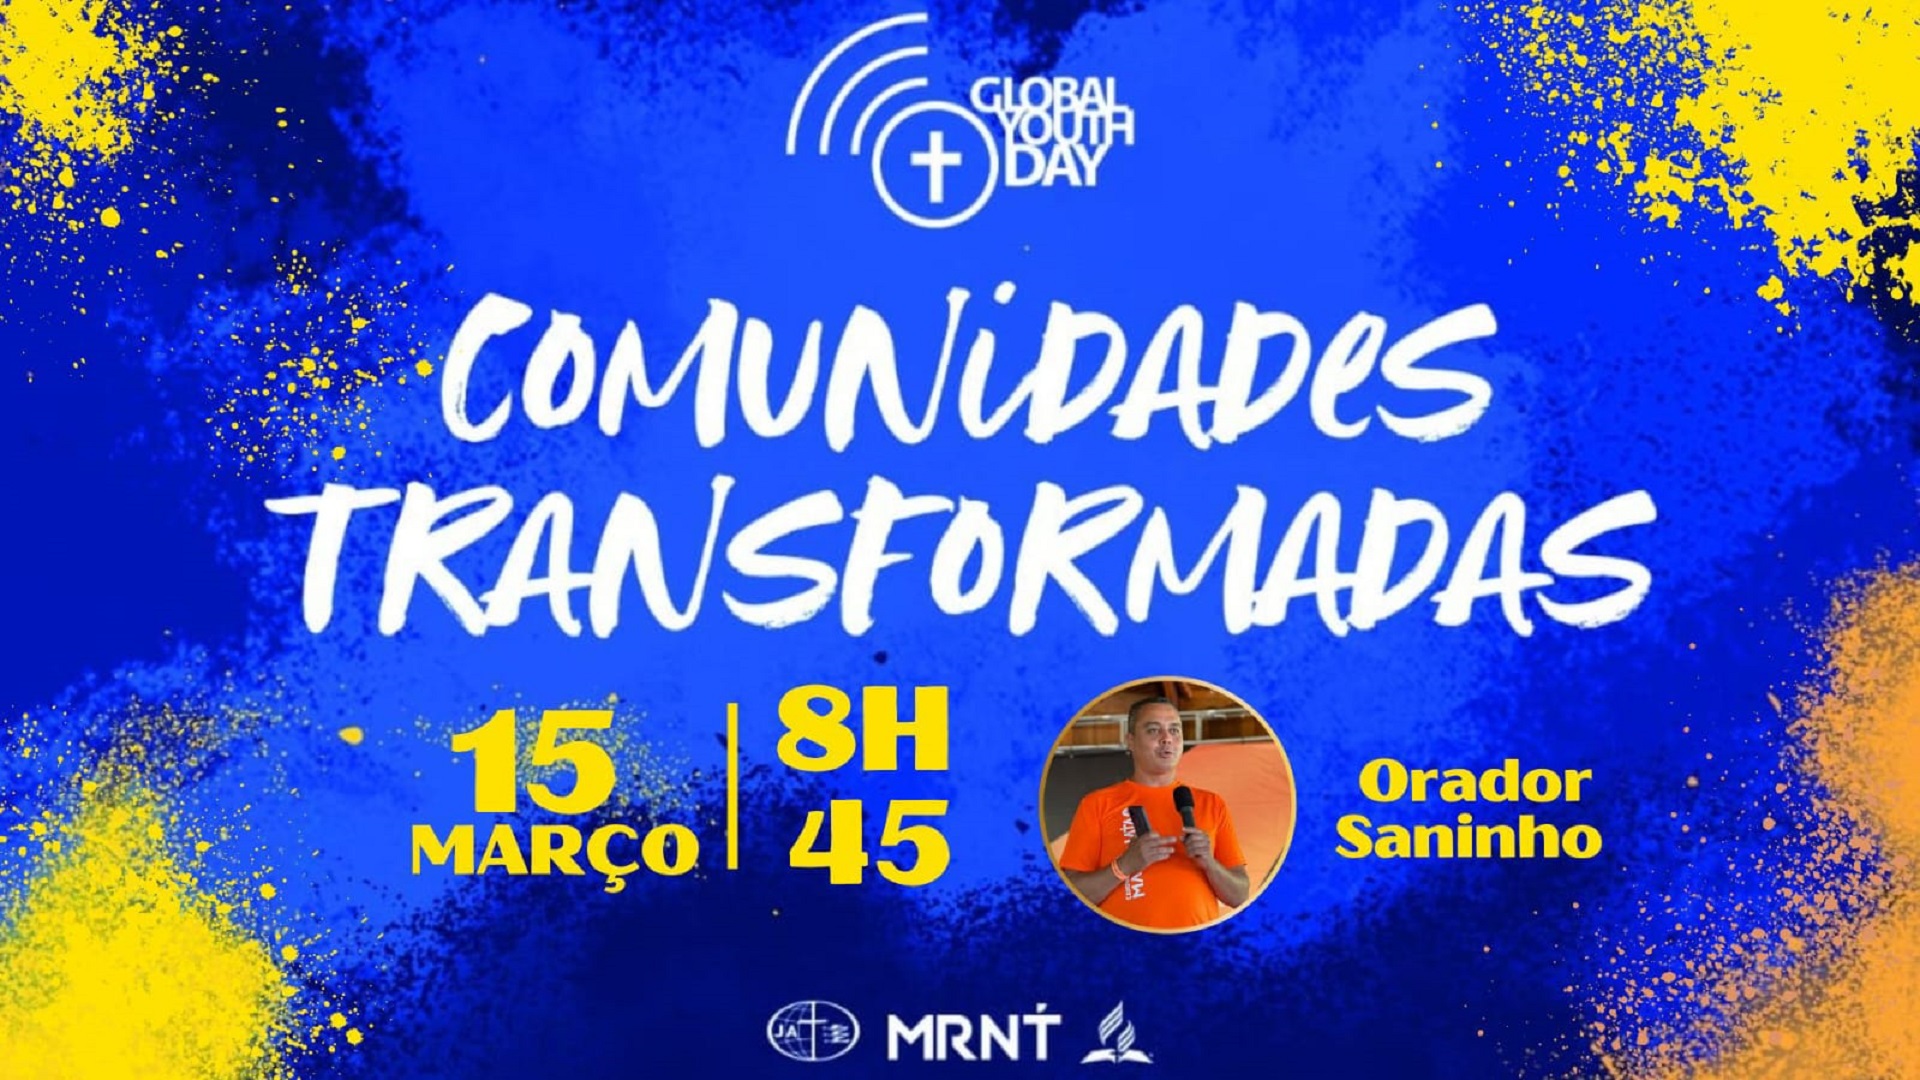 GLOBAL
YOUTH
DAY
COMUNiDADeS
TRANSFORMADAS
15
MARÇO
8H
45
Orador
Saninho
JA
MRNT